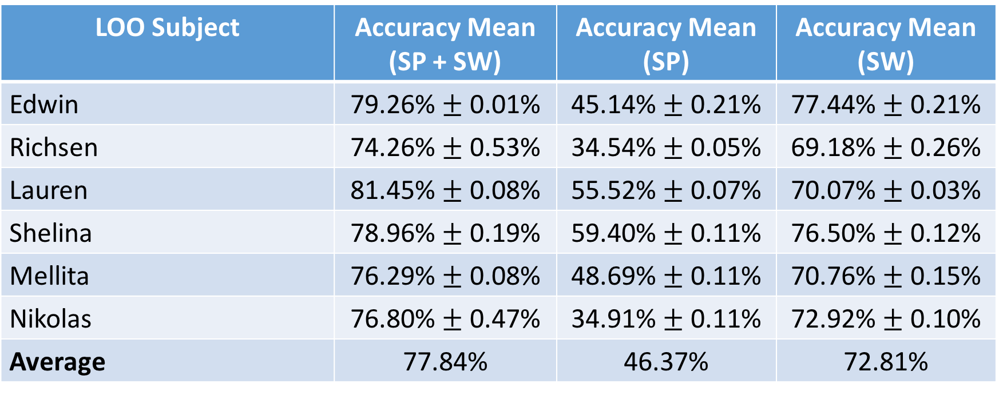 LOO Subject Accuracy Mean (SP + SW) Accuracy Mean (SP) Accuracy Mean (SW)
Edwin 79.26% ± 0.01% 45.14% ± 0.21% 77.44% ± 0.21%
Richsen 74.26% ± 0.53% 34.54% ± 0.05% 69.18% ± 0.26%
Lauren 81.45% ± 0.08% 55.52% ± 0.07% 70.07% ± 0.03%
Shelina 78.96% ± 0.19% 59.40% ± 0.11% 76.50% ± 0.12%
Mellita 76.29% ± 0.08% 48.69% ± 0.11% 70.76% ± 0.15%
Nikolas 76.80% ± 0.47% 34.91% ± 0.11% 72.92% ± 0.10%
Average 77.84% 46.37% 72.81%